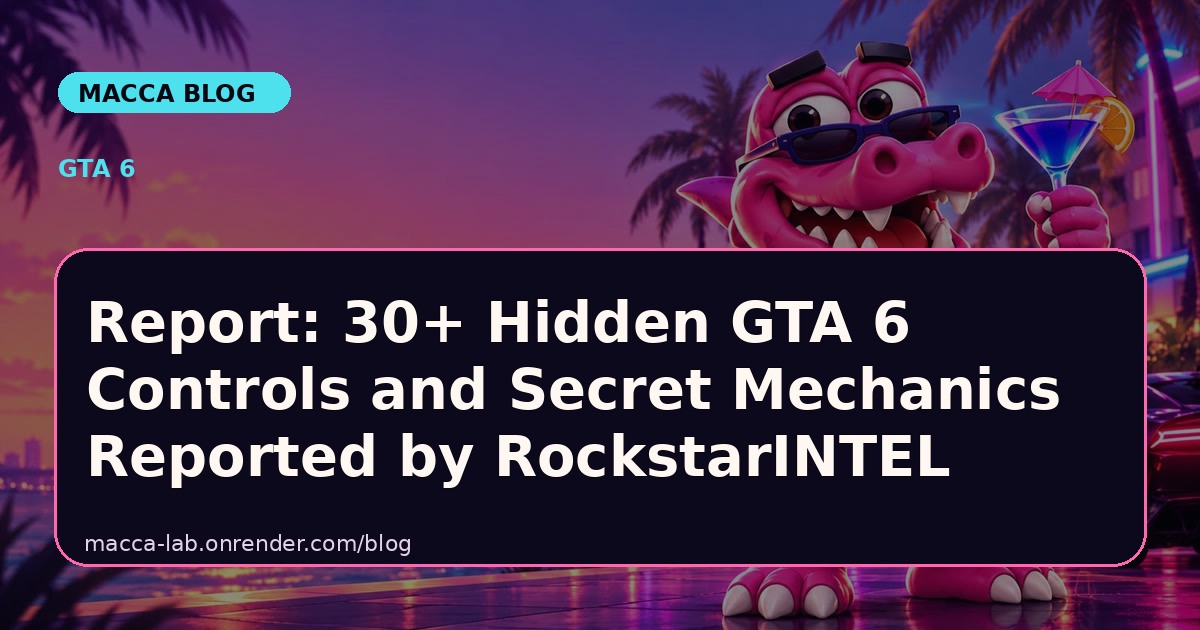 MACCA BLOG
GTA 6
Report: 30+ Hidden GTA 6
Controls and Secret Mechanics
Reported by RockstarINTEL
macca-lab.onrender.com/blog